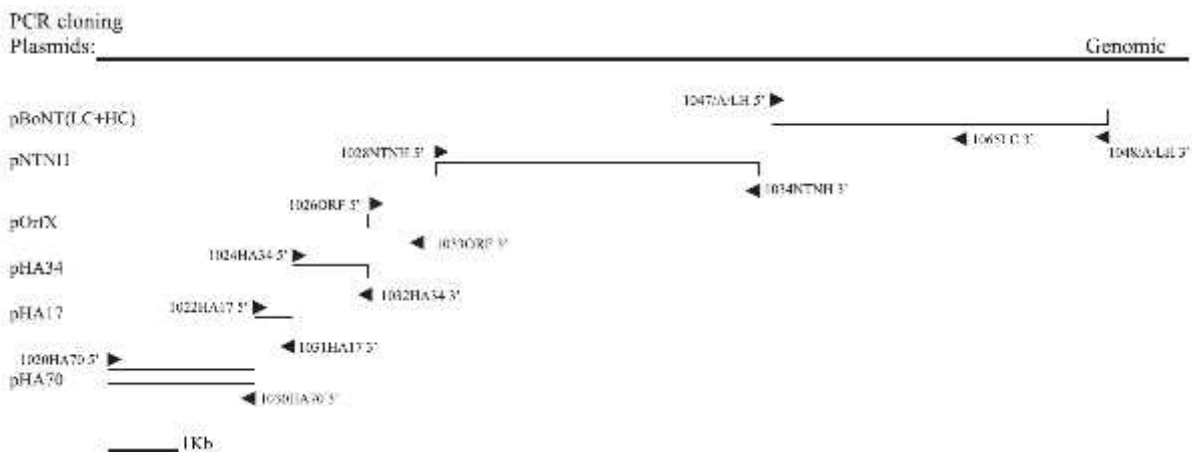 PCR cloning
Plasmids:
Genomic
1047/A/LH 5'
pBoNT(LC+HC)
1065LC 3'
1048/A/LH 3'
1028NTNH 5'
pNTNH
1034NTNH 3'
1026ORF 5'
pOrfX
1033ORF 3'
1024HA34 5'
pHA34
1032HA34 3'
1022HA17 5'
pHA17
1031HA17 3'
1020HA70 5'
pHA70
1030HA70 3'
1Kb